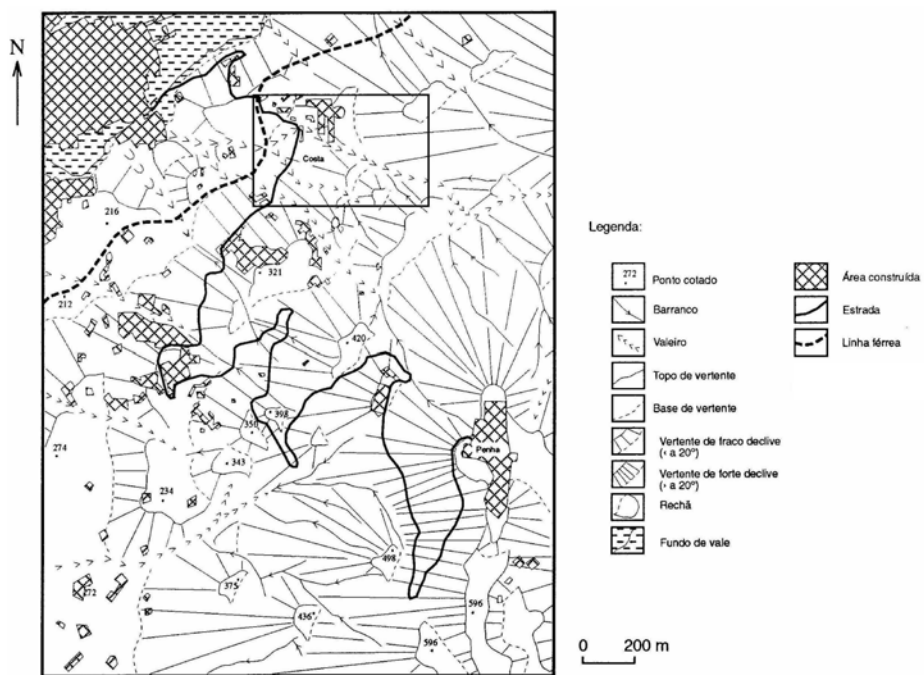 N
Costa
216
321
212
420
398
350
Penha
274
343
234
498
375
272
436
596
596
Legenda:
272
Ponto cotado
Barranco
Valeiro
Topo de vertente
Base de vertente
Vertente de fraco declive
(‹ a 20º)
Vertente de forte declive
(‹ a 20º)
Rechã
Fundo de vale
Área construída
Estrada
Linha férrea
0 200 m